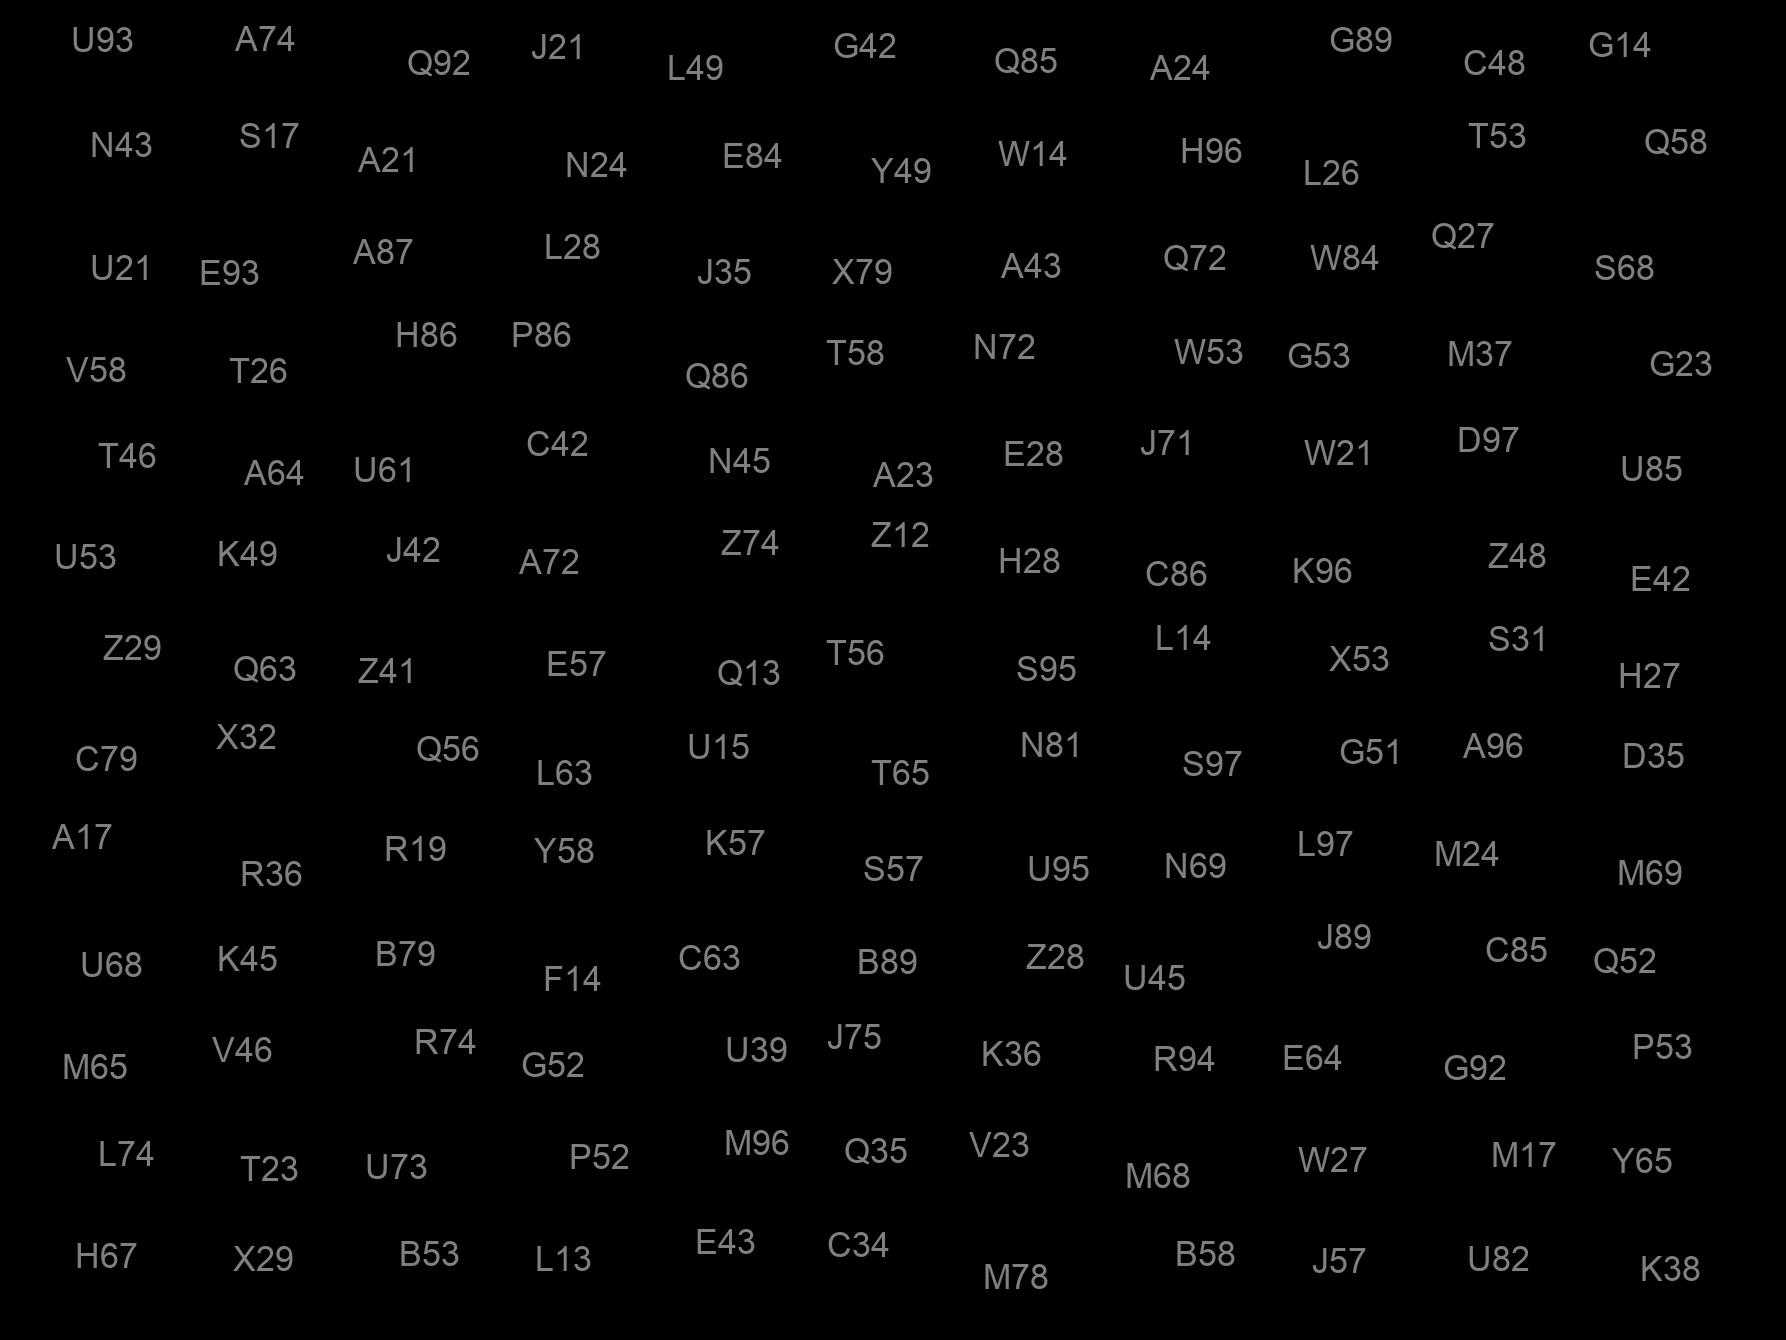 U93 A74 Q92 J21 L49 G42 Q85 A24 G89 C48 G14
N43 S17 A21 N24 E84 Y49 W14 H96 L26 T53 Q58
U21 E93 A87 L28 J35 X79 A43 Q72 W84 Q27 S68
V58 T26 H86 P86 Q86 T58 N72 W53 G53 M37 G23
T46 A64 U61 C42 N45 A23 E28 J71 W21 D97 U85
U53 K49 J42 A72 Z74 Z12 H28 C86 K96 Z48 E42
Z29 Q63 Z41 E57 Q13 T56 S95 L14 X53 S31 H27
C79 X32 Q56 L63 U15 T65 N81 S97 G51 A96 D35
A17 R36 R19 Y58 K57 S57 U95 N69 L97 M24 M69
U68 K45 B79 F14 C63 B89 Z28 U45 J89 C85 Q52
M65 V46 R74 G52 U39 J75 K36 R94 E64 G92 P53
L74 T23 U73 P52 M96 Q35 V23 M68 W27 M17 Y65
H67 X29 B53 L13 E43 C34 M78 B58 J57 U82 K38